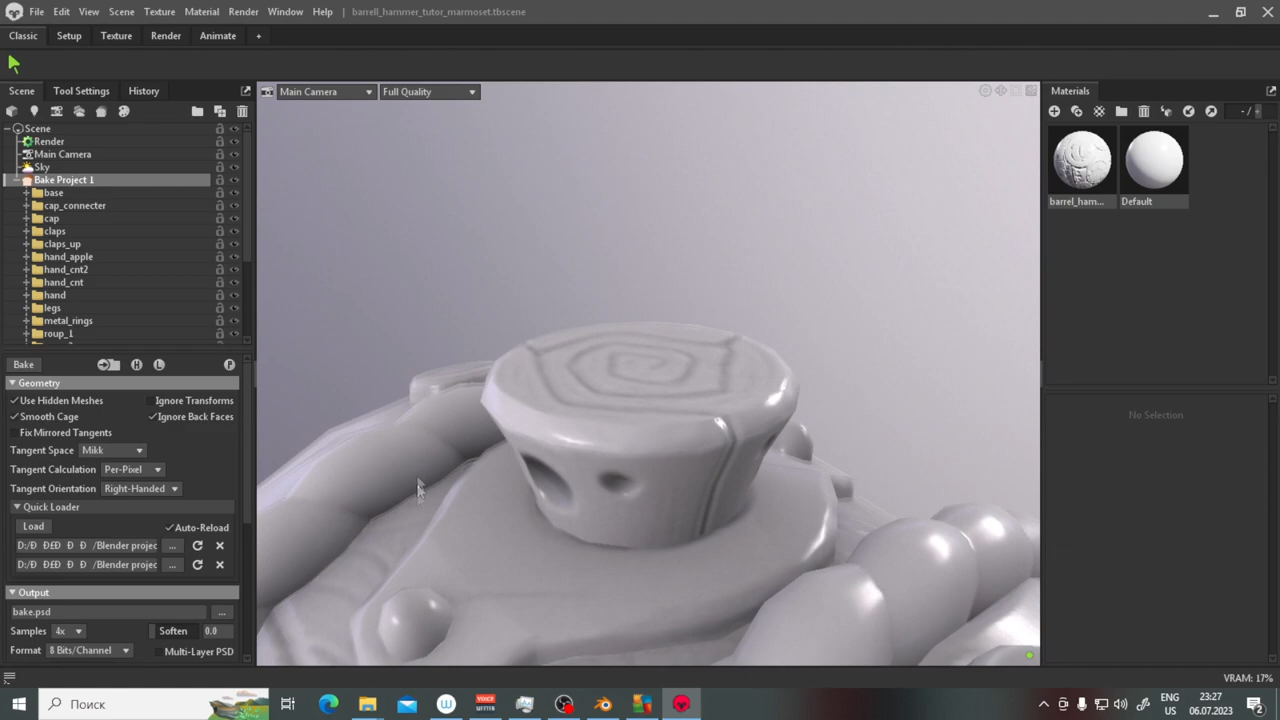 File Edit View Scene Texture Material Render Window Help barrell_hammer_tutor_marmoset.tbscene
Classic Setup Texture Render Animate +
Scene Tool Settings History
Main Camera Full Quality
Materials
- /
Scene
Render
Main Camera
Sky
Bake Project 1
base
cap_connecter
cap
claps
claps_up
hand_apple
hand_cnt2
hand_cnt
hand
legs
metal_rings
roup_1
barrel_ham... Default
Bake H L P
Geometry
Use Hidden Meshes Ignore Transforms
Smooth Cage Ignore Back Faces
Fix Mirrored Tangents
Tangent Space Mikk
Tangent Calculation Per-Pixel
Tangent Orientation Right-Handed
Quick Loader
Load Auto-Reload
D:/Ð Ð£Ð Ð Ð /Blender projec ...
D:/Ð Ð£Ð Ð Ð /Blender projec ...
Output
bake.psd ...
Samples 4x Soften 0.0
Format 8 Bits/Channel Multi-Layer PSD
No Selection
VRAM: 17%
Поиск
ENG
US
23:27
06.07.2023
2